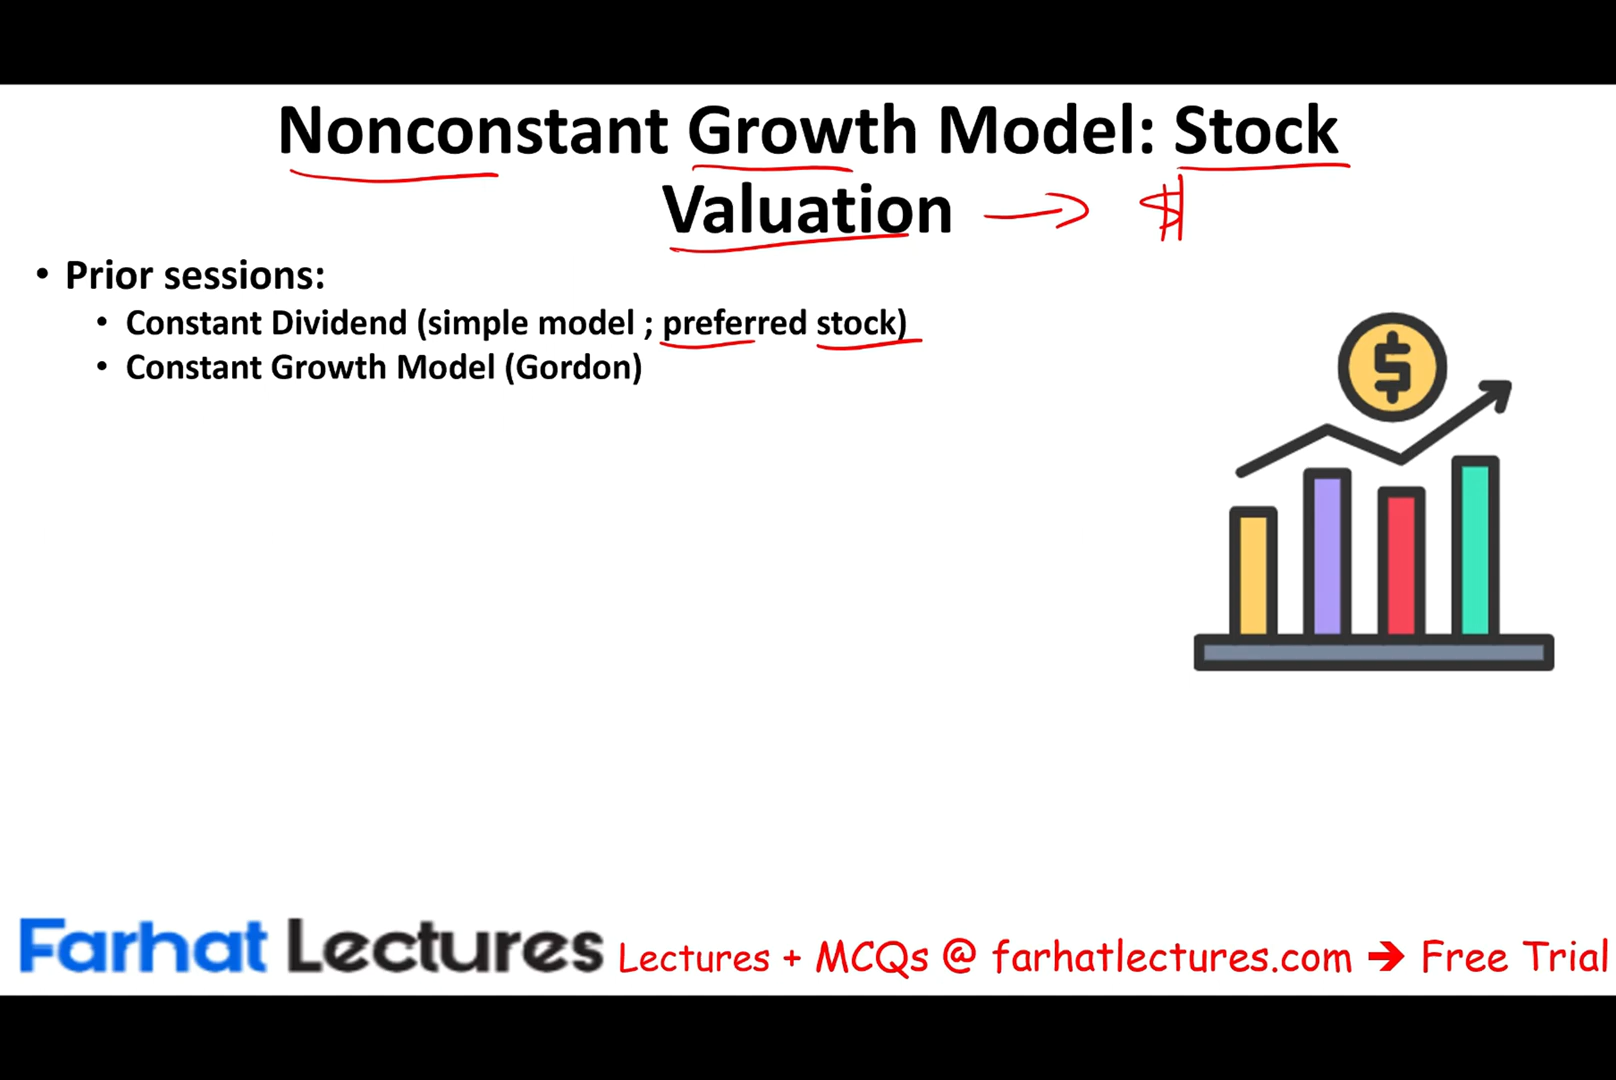 Nonconstant Growth Model: Stock
Valuation → $
• Prior sessions:
• Constant Dividend (simple model ; preferred stock)
• Constant Growth Model (Gordon)
$
Farhat Lectures Lectures + MCQs @ farhatlectures.com → Free Trial